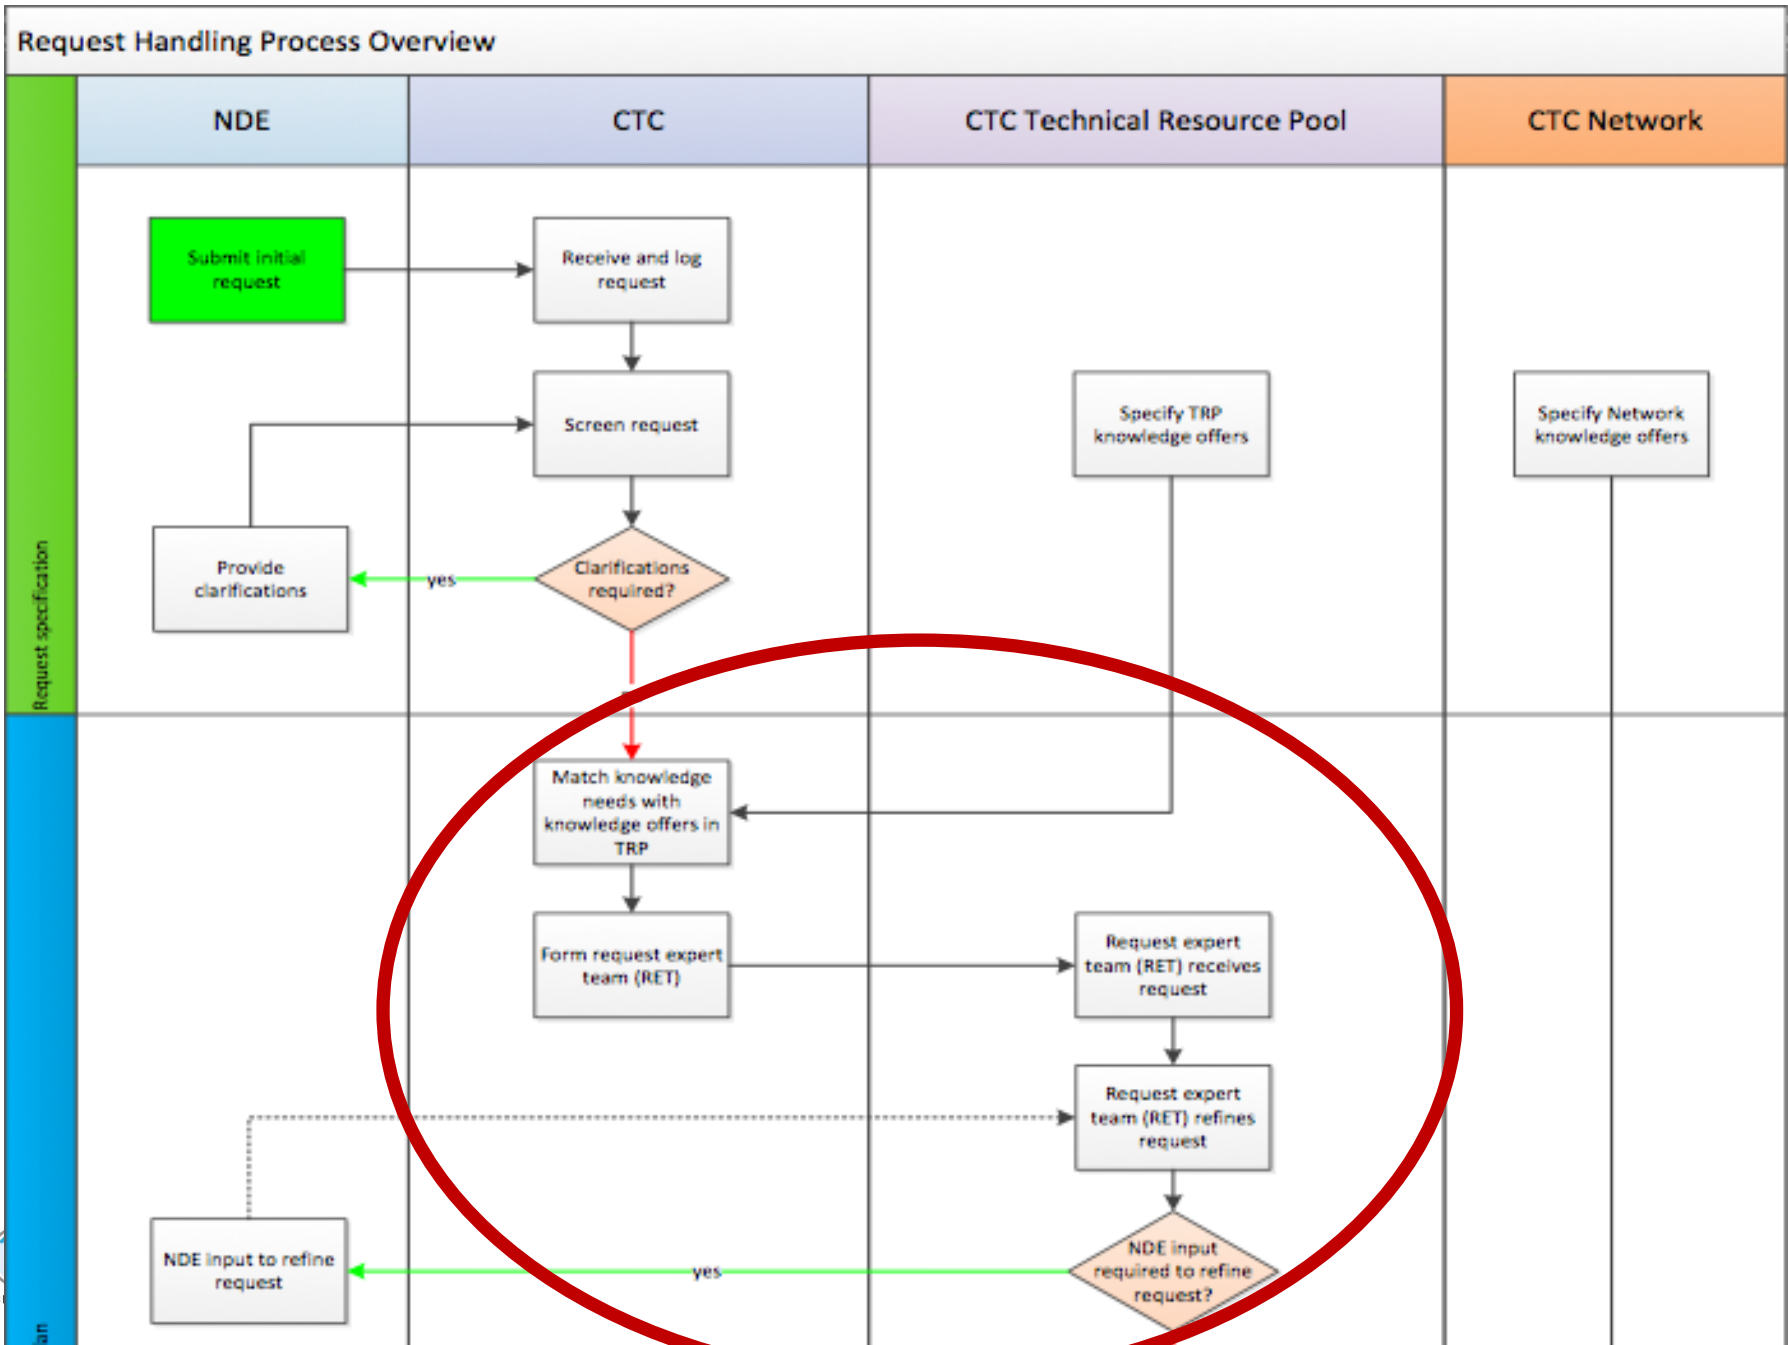 Request Handling Process Overview
NDE
CTC
CTC Technical Resource Pool
CTC Network
Request specification
Submit initial
request
Receive and log
request
Screen request
Specify TRP
knowledge offers
Specify Network
knowledge offers
Provide
clarifications
yes
Clarifications
required?
Match knowledge
needs with
knowledge offers in
TRP
Form request expert
team (RET)
Request expert
team (RET) receives
request
Request expert
team (RET) refines
request
NDE input to refine
request
yes
NDE input
required to refine
request?